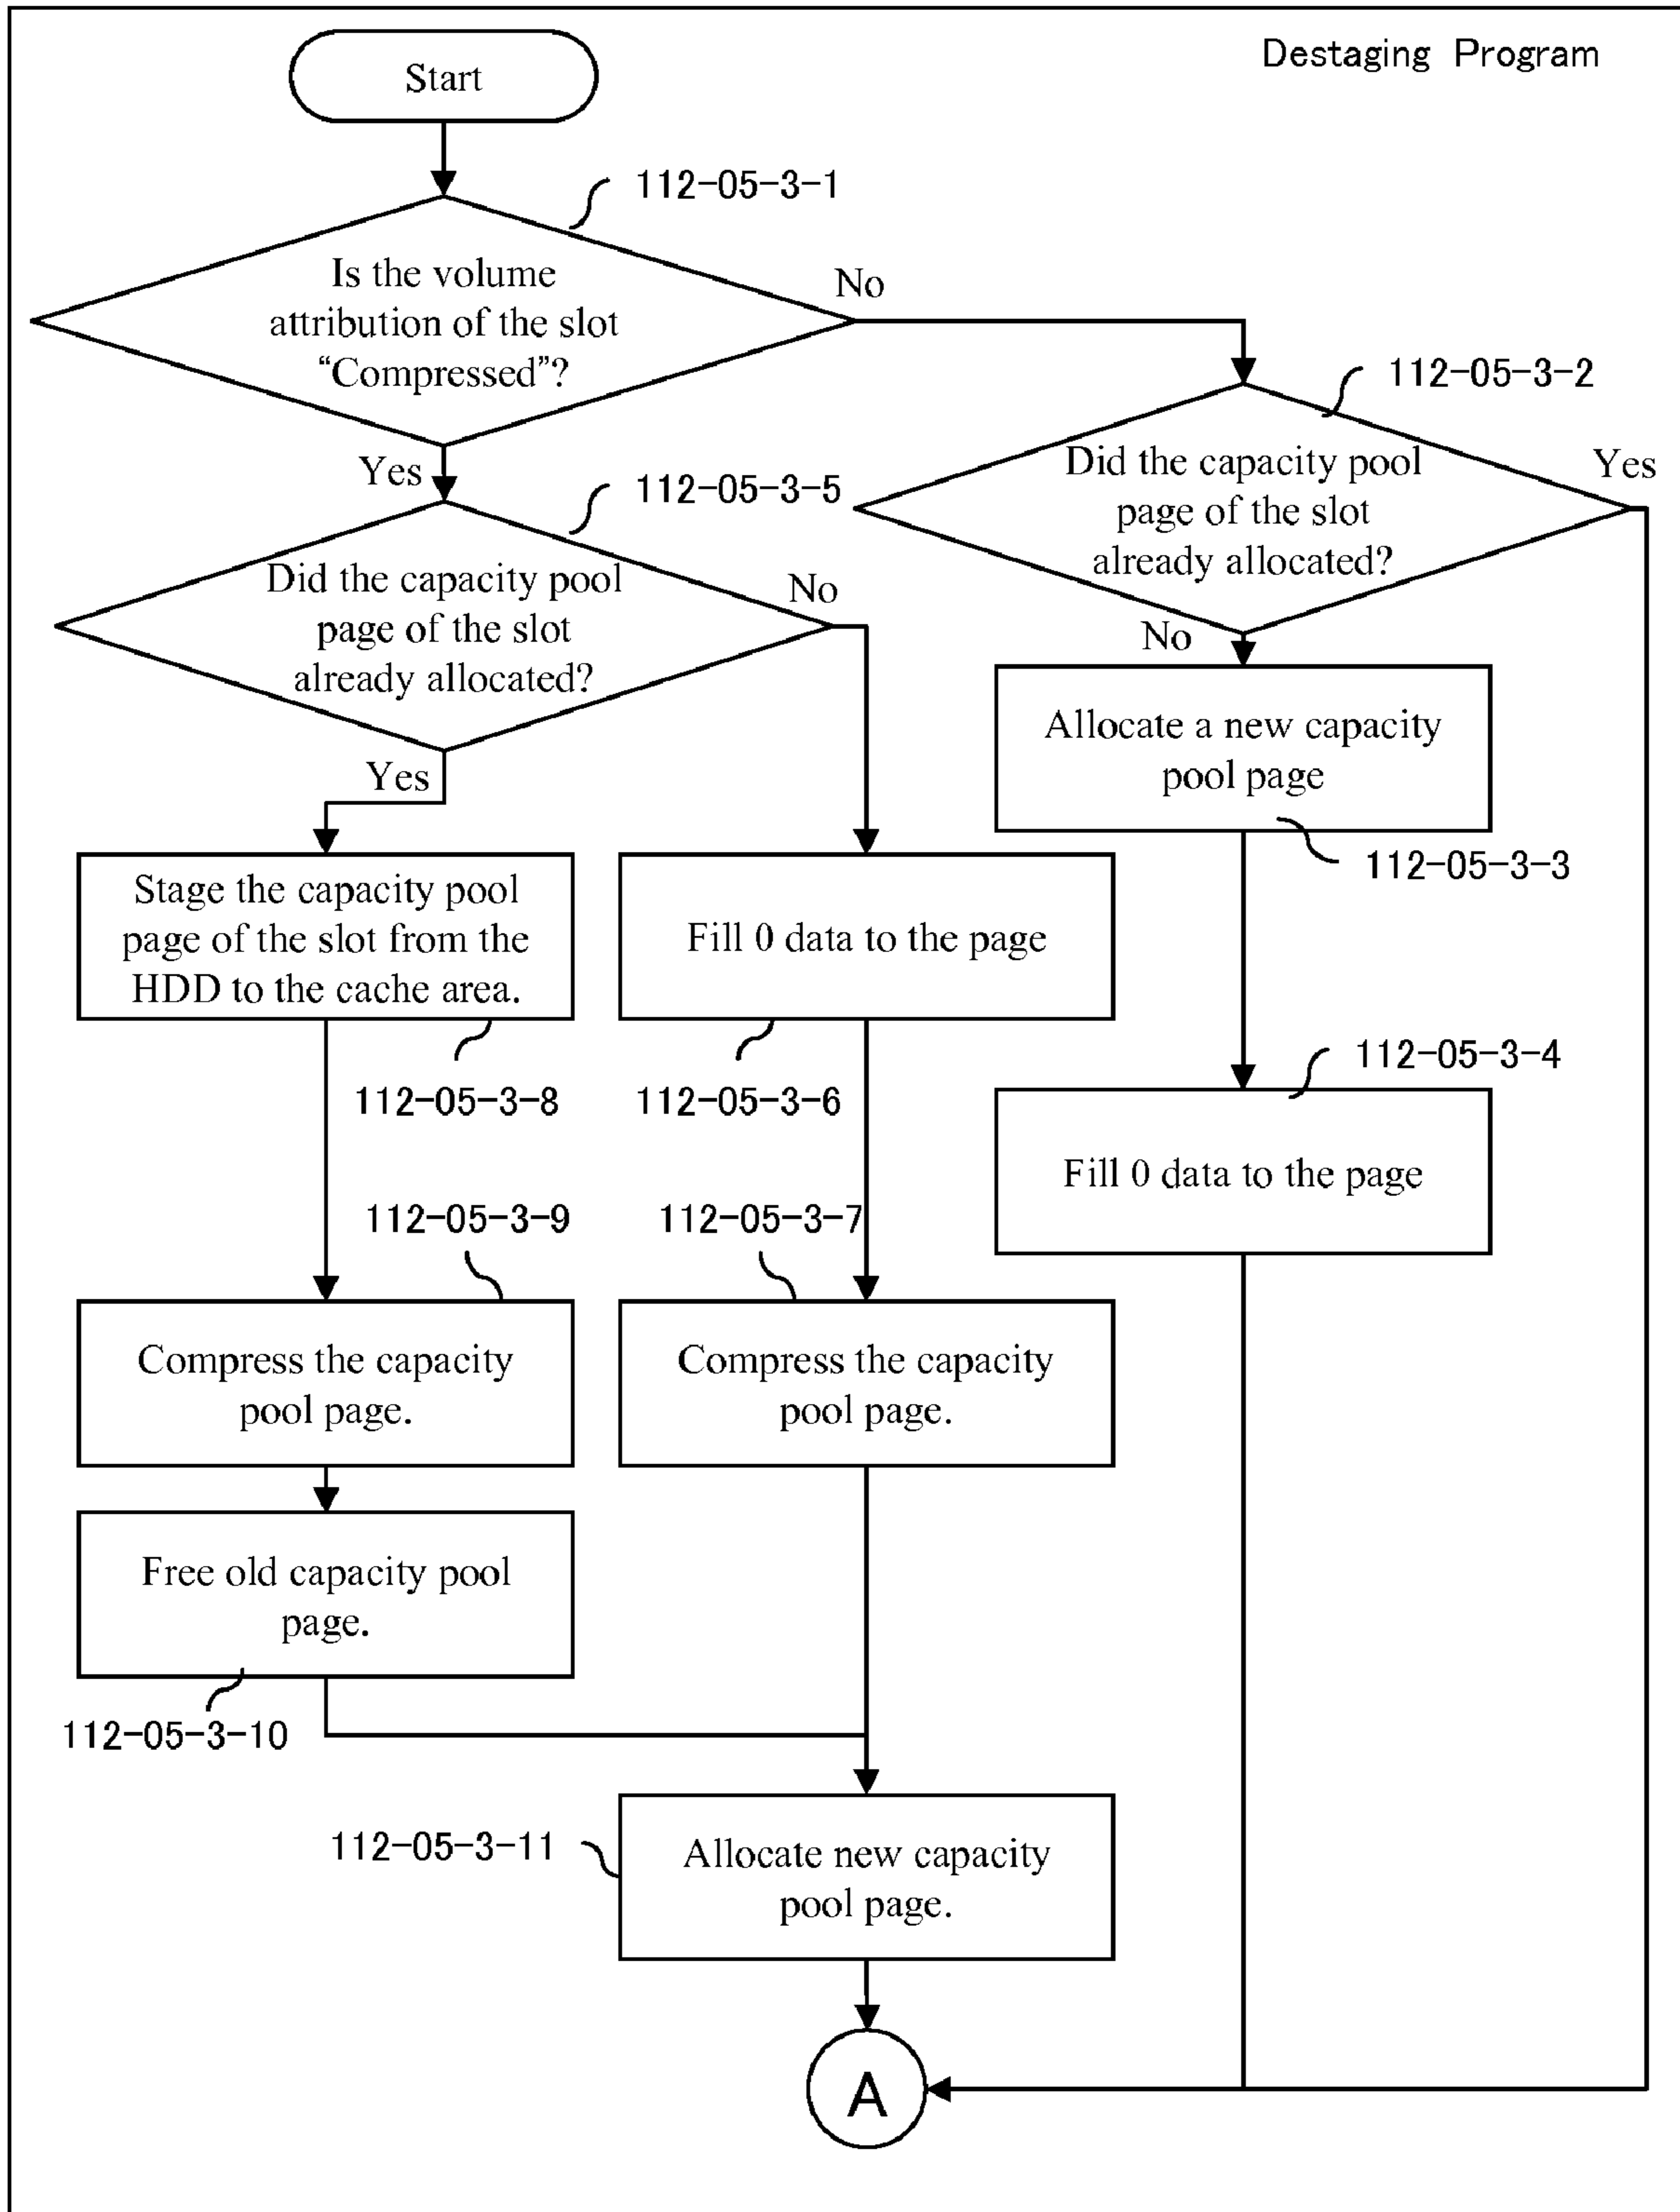 Destaging Program
Start
112-05-3-1
Is the volume
attribution of the slot
“Compressed”?
No
Yes
112-05-3-2
Did the capacity pool
page of the slot
already allocated?
Yes
No
112-05-3-5
Did the capacity pool
page of the slot
already allocated?
No
Yes
Allocate a new capacity
pool page
112-05-3-3
Stage the capacity pool
page of the slot from the
HDD to the cache area.
112-05-3-8
Fill 0 data to the page
112-05-3-6
112-05-3-4
Fill 0 data to the page
112-05-3-9
Compress the capacity
pool page.
112-05-3-7
Compress the capacity
pool page.
Free old capacity pool
page.
112-05-3-10
112-05-3-11
Allocate new capacity
pool page.
A